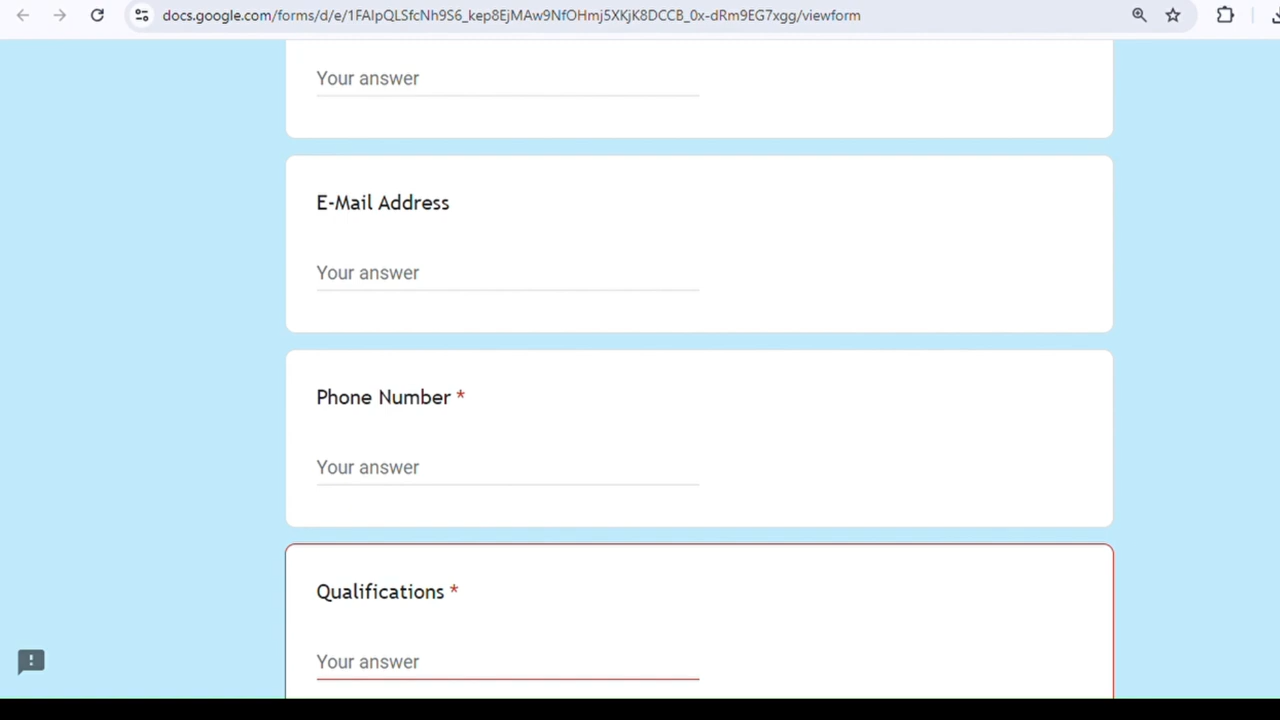 docs.google.com/forms/d/e/1FAIpQLSfcNh9S6_kep8EjMAw9NfOHmj5XKjK8DCCB_0x-dRm9EG7xgg/viewform
Your answer
E-Mail Address
Your answer
Phone Number *
Your answer
Qualifications *
Your answer